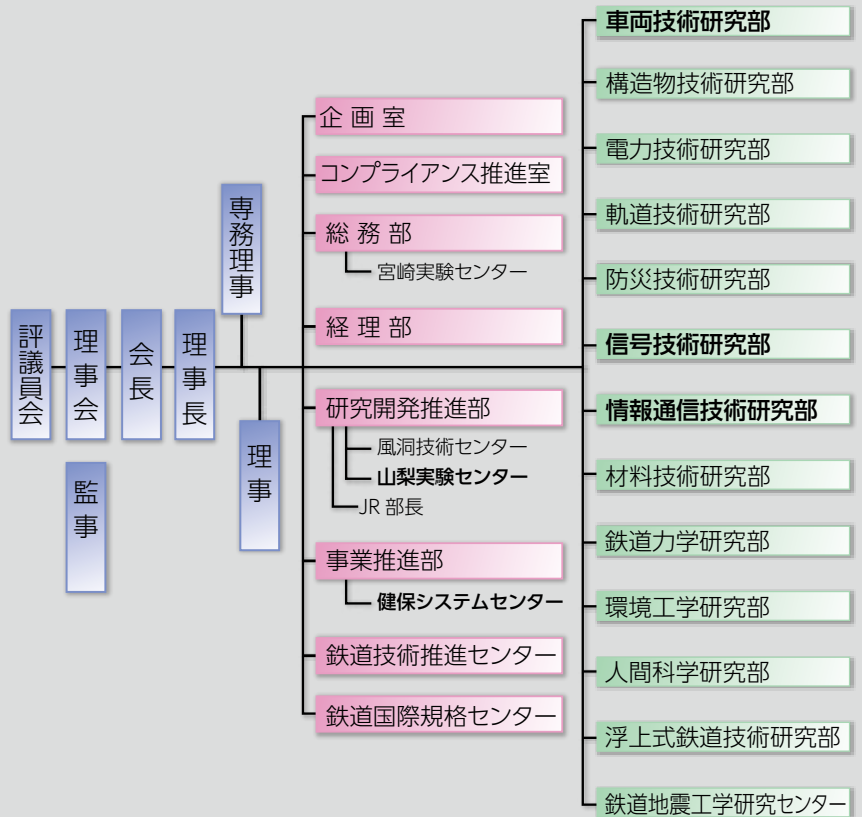 評議員会
理事会
監事
会長
理事長
専務理事
理事
企画室
コンプライアンス推進室
総務部
宮崎実験センター
経理部
研究開発推進部
風洞技術センター
山梨実験センター
JR部長
事業推進部
健保システムセンター
鉄道技術推進センター
鉄道国際規格センター
車両技術研究部
構造物技術研究部
電力技術研究部
軌道技術研究部
防災技術研究部
信号技術研究部
情報通信技術研究部
材料技術研究部
鉄道力学研究部
環境工学研究部
人間科学研究部
浮上式鉄道技術研究部
鉄道地震工学研究センター